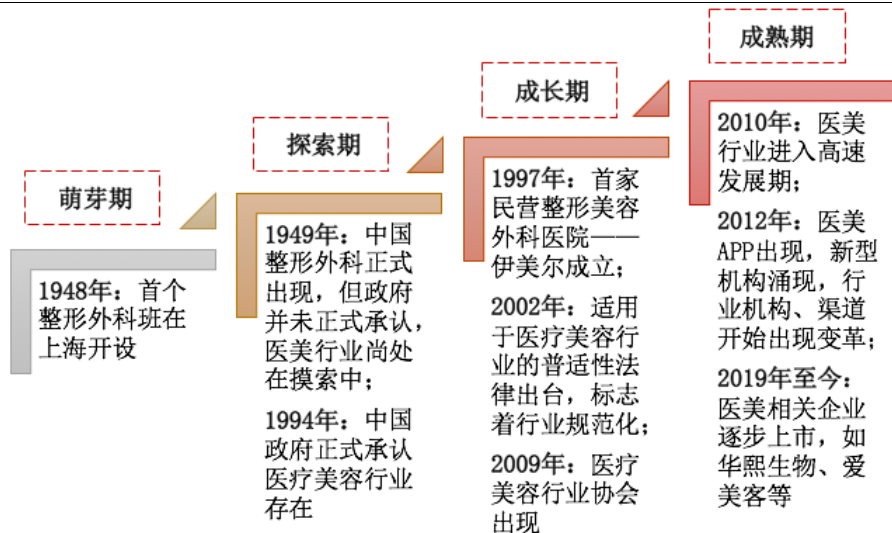 萌芽期
1948年：首个
整形外科班在
上海开设
探索期
1949年：中国
整形外科正式
出现，但政府
并未正式承认，
医美行业尚处
在摸索中；
1994年：中国
政府正式承认
医疗美容行业
存在
成长期
1997年：首家
民营整形美容
外科医院——
伊美尔成立；
2002年：适用
于医疗美容行
业的普适性法
律出台，标志
着行业规范化；
2009年：医疗
美容行业协会
出现
成熟期
2010年：医美
行业进入高速
发展期；
2012年：医美
APP出现，新型
机构涌现，行
业机构、渠道
开始出现变革；
2019年至今：
医美相关企业
逐步上市，如
华熙生物、爱
美客等